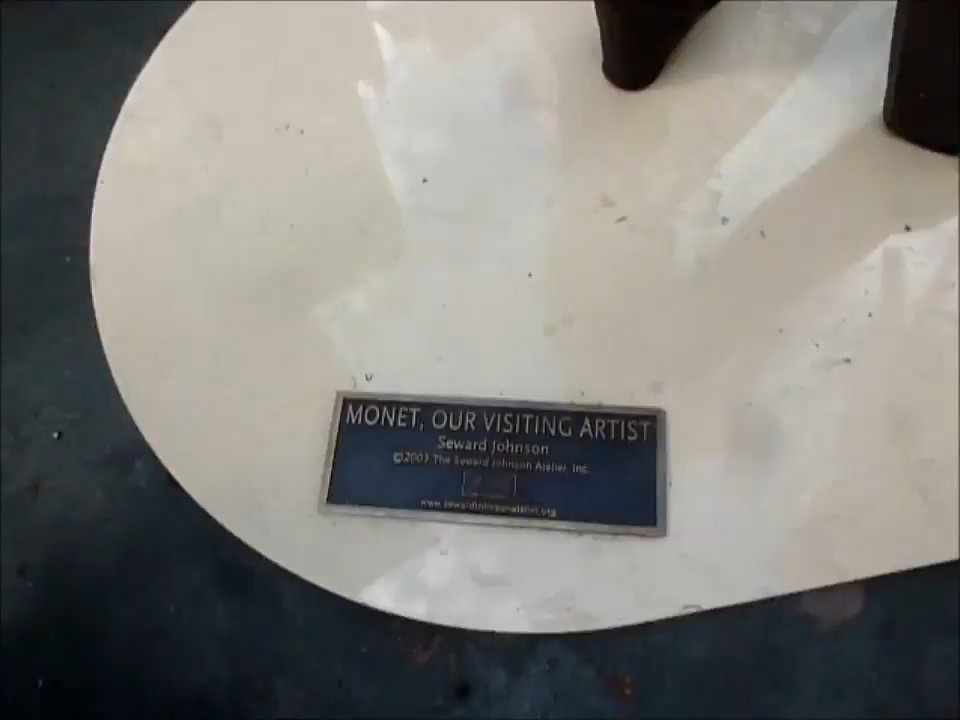 MONET, OUR VISITING ARTIST
Seward Johnson
©2003 The Seward Johnson Atelier, Inc.